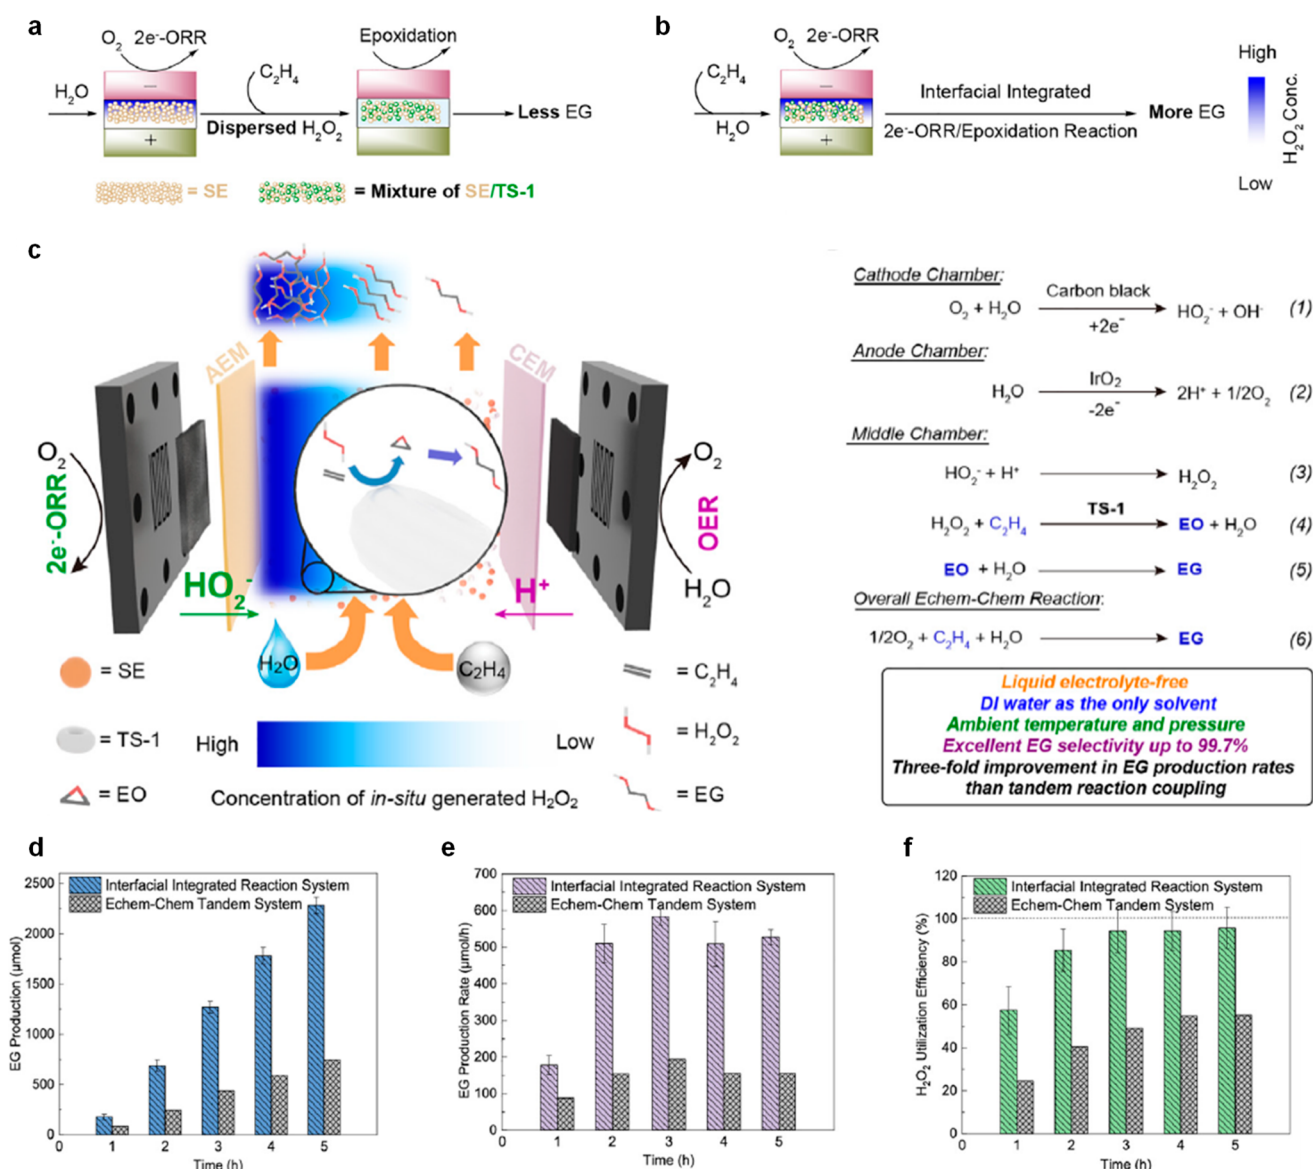 a
O₂ 2e⁻-ORR
Epoxidation
H₂O
C₂H₄
Dispersed H₂O₂
Less EG
−
+
= SE
= Mixture of SE/TS-1
b
O₂ 2e⁻-ORR
C₂H₄
H₂O
−
+
Interfacial Integrated
2e⁻-ORR/Epoxidation Reaction
More EG
High
H₂O₂ Conc.
Low
c
AEM
CEM
O₂
2e⁻-ORR
HO₂⁻
H⁺
O₂
OER
H₂O
H₂O
C₂H₄
= SE
= TS-1
= EO
High
Low
Concentration of in-situ generated H₂O₂
= C₂H₄
= H₂O₂
= EG
Cathode Chamber:
O₂ + H₂O Carbon black +2e⁻ HO₂⁻ + OH⁻ (1)
Anode Chamber:
H₂O IrO₂ -2e⁻ 2H⁺ + 1/2O₂ (2)
Middle Chamber:
HO₂⁻ + H⁺ H₂O₂ (3)
H₂O₂ + C₂H₄ TS-1 EO + H₂O (4)
EO + H₂O EG (5)
Overall Echem-Chem Reaction:
1/2O₂ + C₂H₄ + H₂O EG (6)
Liquid electrolyte-free
DI water as the only solvent
Ambient temperature and pressure
Excellent EG selectivity up to 99.7%
Three-fold improvement in EG production rates
than tandem reaction coupling
d
Interfacial Integrated Reaction System
Echem-Chem Tandem System
EG Production (μmol)
2500
2000
1500
1000
500
0
0 1 2 3 4 5
Time (h)
e
Interfacial Integrated Reaction System
Echem-Chem Tandem System
EG Production Rate (μmol/h)
700
600
500
400
300
200
100
0
0 1 2 3 4 5
Time (h)
f
Interfacial Integrated Reaction System
Echem-Chem Tandem System
H₂O₂ Utilization Efficiency (%)
120
100
80
60
40
20
0
0 1 2 3 4 5
Time (h)